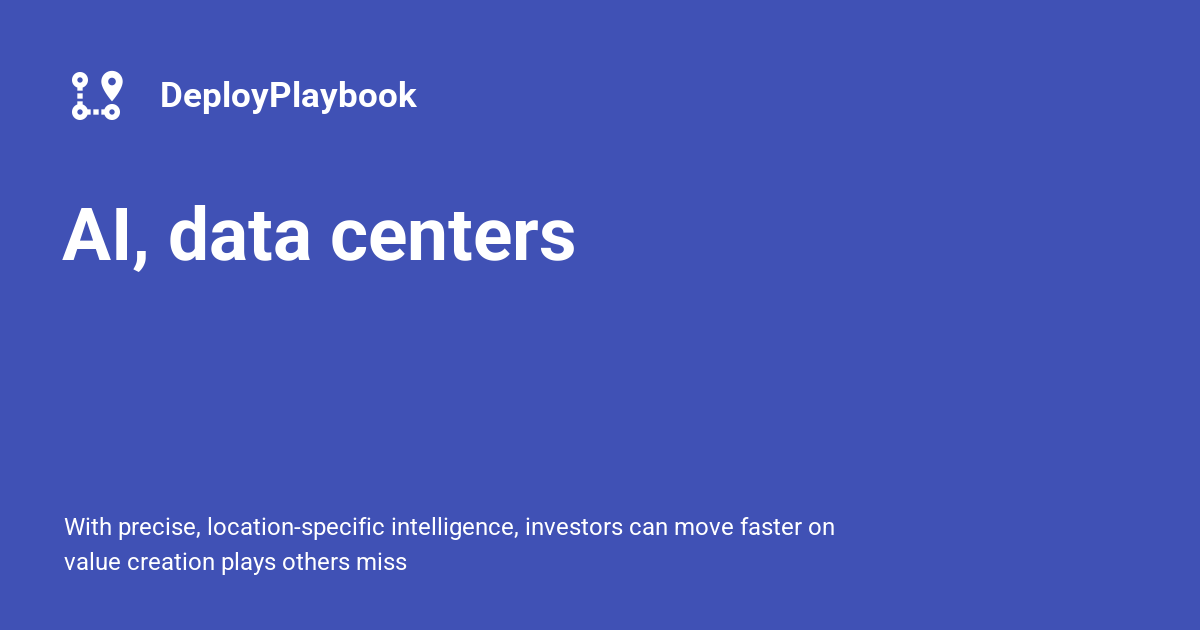 DeployPlaybook
AI, data centers
With precise, location-specific intelligence, investors can move faster on
value creation plays others miss